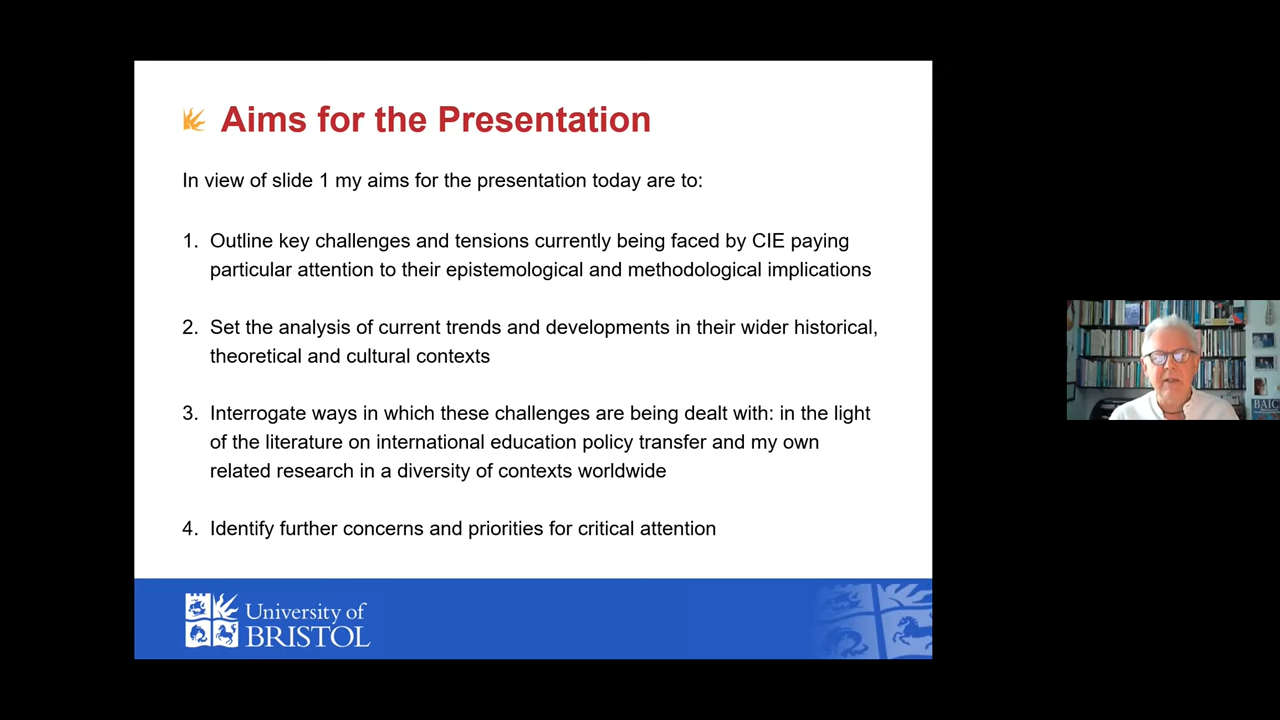 Aims for the Presentation
In view of slide 1 my aims for the presentation today are to:
1. Outline key challenges and tensions currently being faced by CIE paying
particular attention to their epistemological and methodological implications
2. Set the analysis of current trends and developments in their wider historical,
theoretical and cultural contexts
3. Interrogate ways in which these challenges are being dealt with: in the light
of the literature on international education policy transfer and my own
related research in a diversity of contexts worldwide
4. Identify further concerns and priorities for critical attention
University of
BRISTOL
BAIC